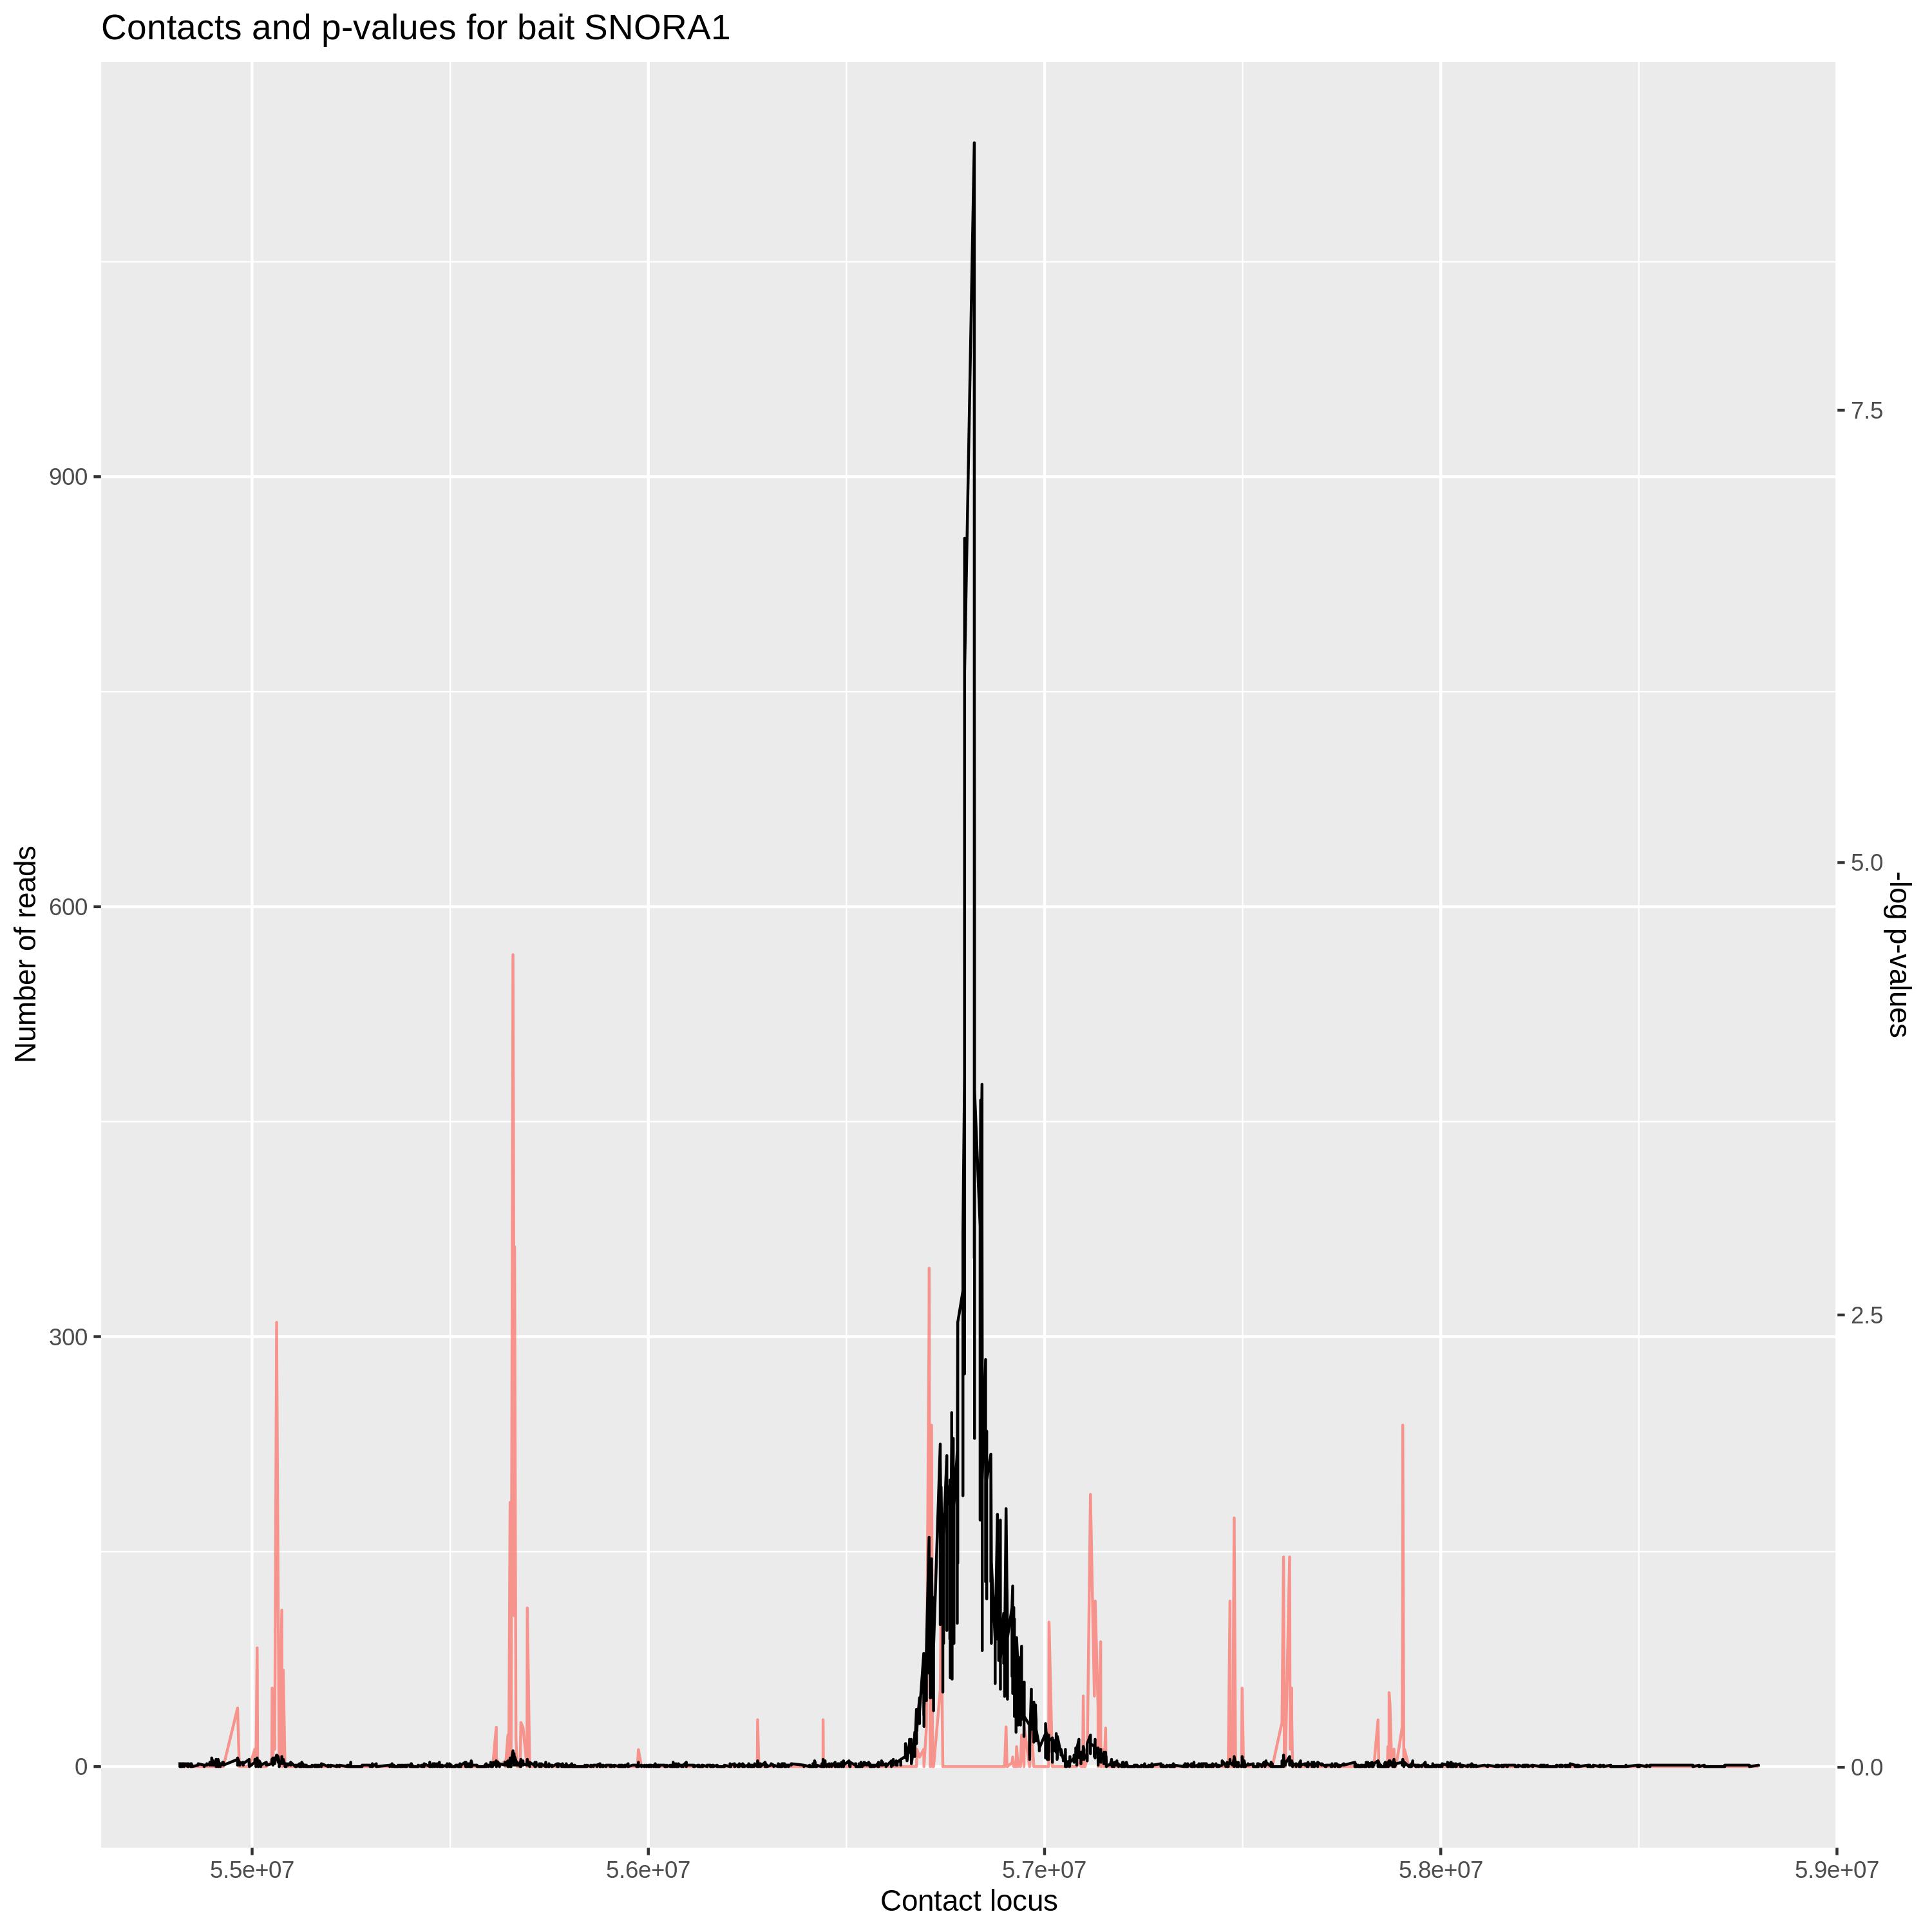 Contacts and p-values for bait SNORA1
900
600
300
0
Number of reads
7.5
5.0
2.5
0.0
-log p-values
5.5e+07
5.6e+07
5.7e+07
5.8e+07
5.9e+07
Contact locus